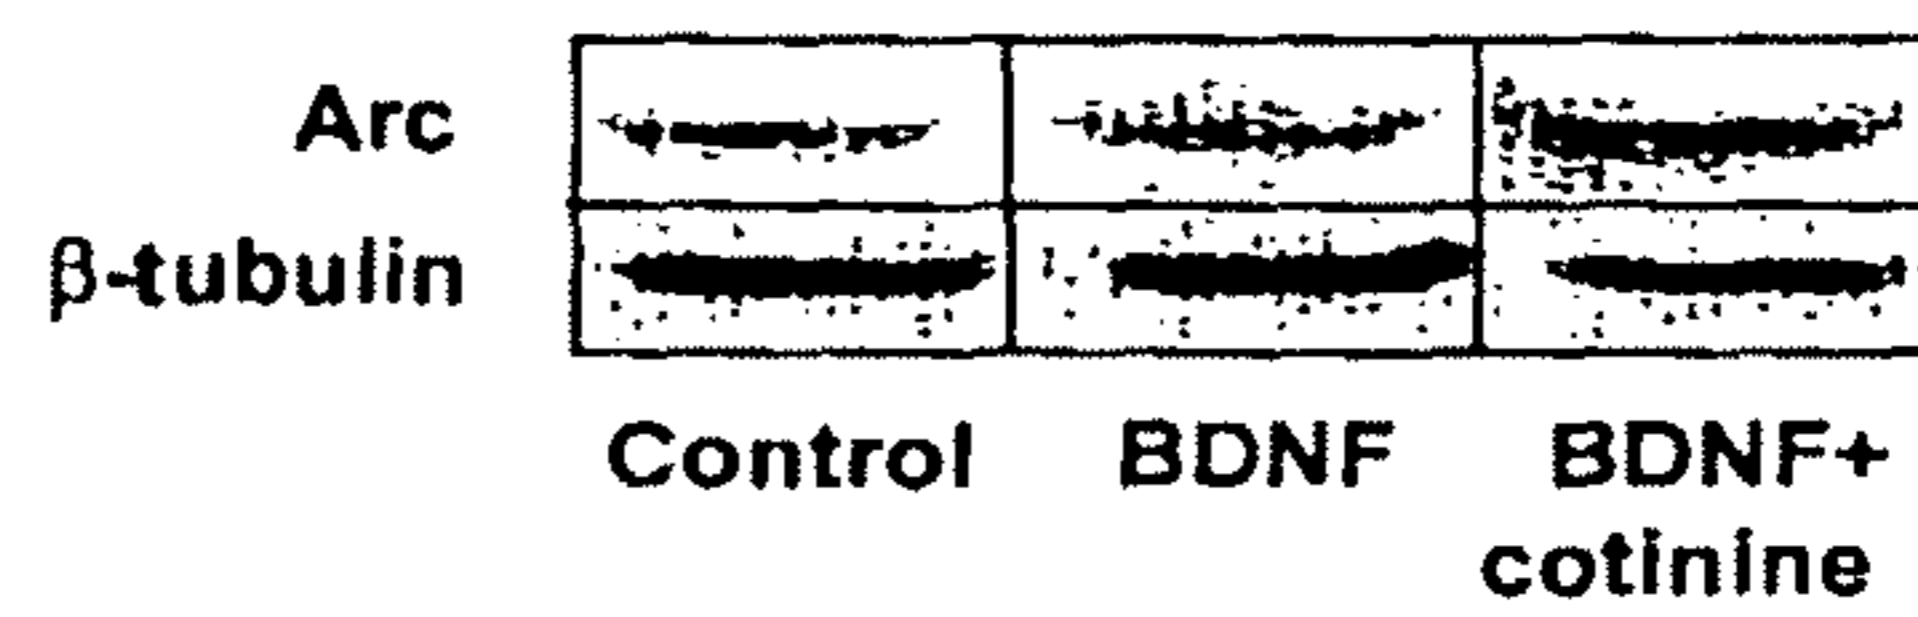 Arc
β-tubulin
Control BDNF BDNF+
cotinine